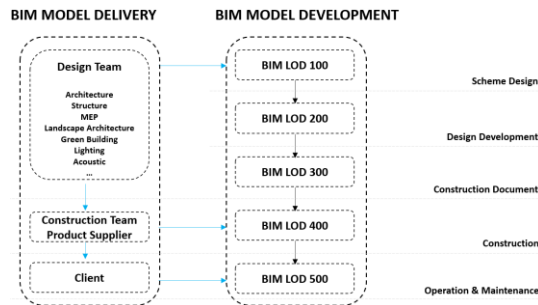 BIM MODEL DELIVERY
BIM MODEL DEVELOPMENT
Design Team
Architecture
Structure
MEP
Landscape Architecture
Green Building
Lighting
Acoustic
...
Construction Team
Product Supplier
Client
BIM LOD 100
Scheme Design
BIM LOD 200
Design Development
BIM LOD 300
Construction Document
BIM LOD 400
Construction
BIM LOD 500
Operation & Maintenance